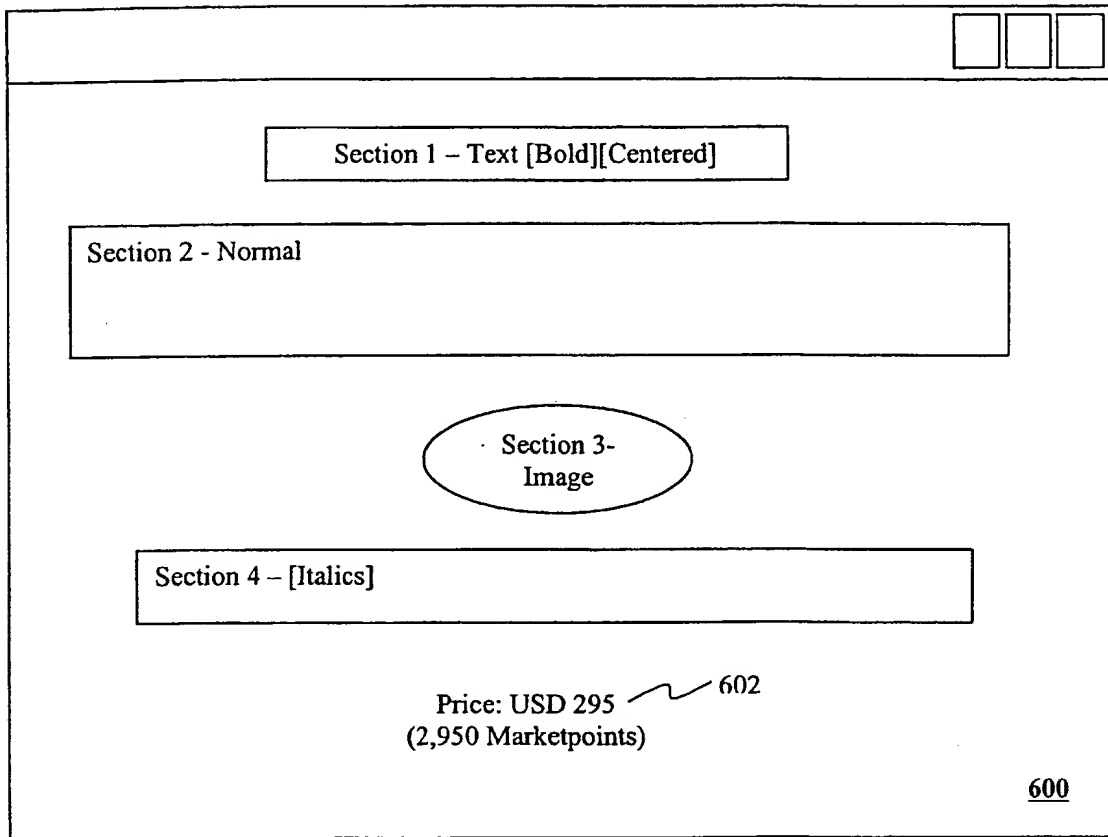 Section 1 – Text [Bold][Centered]
Section 2 - Normal
Section 3-
Image
Section 4 – [Italics]
Price: USD 295
602
(2,950 Marketpoints)
600